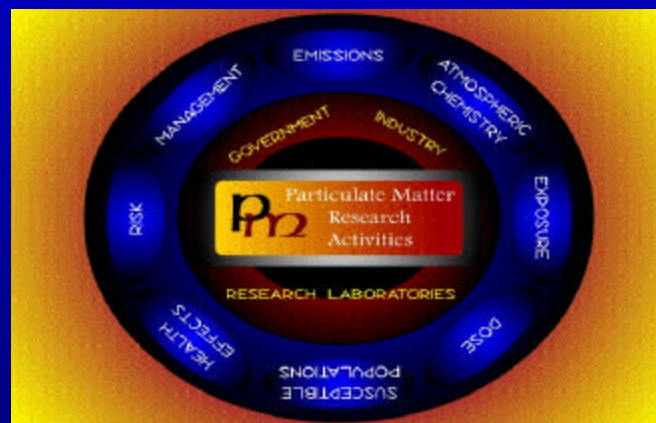 EMISSIONS
ATMOSPHERIC
CHEMISTRY
EXPOSURE
DOSE
SUSCEPTIBLE
POPULATIONS
HEALTH
EFFECTS
RISK
MANAGEMENT
GOVERNMENT
INDUSTRY
pm
Particulate Matter
Research
Activities
RESEARCH LABORATORIES